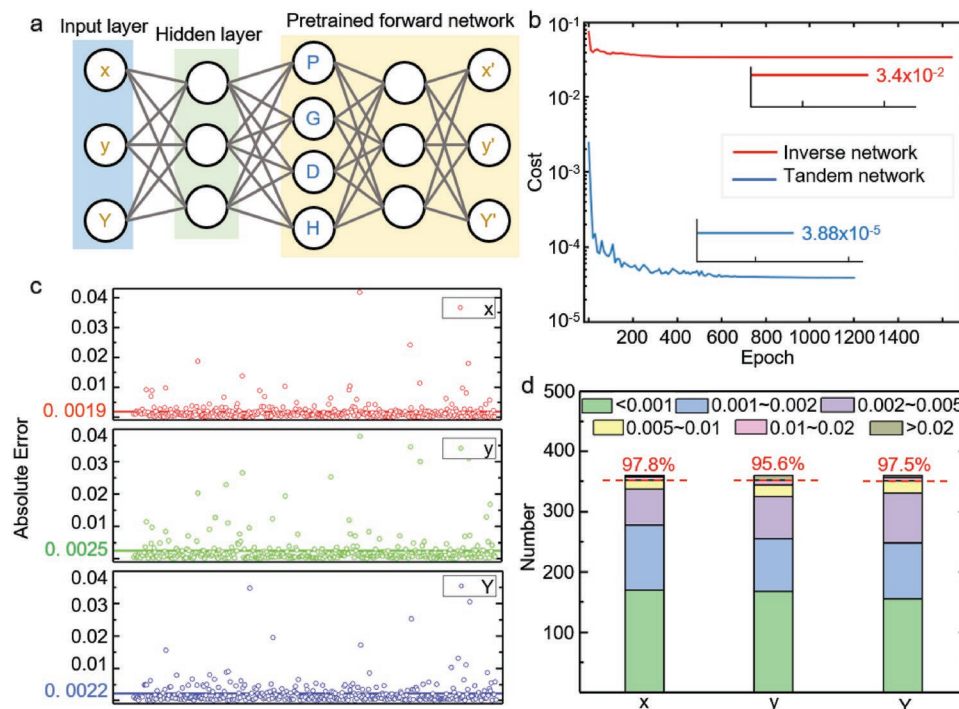 a
Input layer
Hidden layer
Pretrained forward network
x
y
Y
P
G
D
H
x'
y'
Y'
b
10-1
10-2
10-3
10-4
10-5
Cost
3.4x10-2
Inverse network
Tandem network
3.88x10-5
200 400 600 800 1000 1200 1400
Epoch
c
Absolute Error
0.04
0.03
0.02
0.01
0. 0019
x
0.04
0.03
0.02
0.01
0. 0025
y
0.04
0.03
0.02
0.01
0. 0022
Y
d
500
400
300
200
100
Number
<0.001 0.001~0.002 0.002~0.005
0.005~0.01 0.01~0.02 >0.02
97.8% 95.6% 97.5%
x y Y